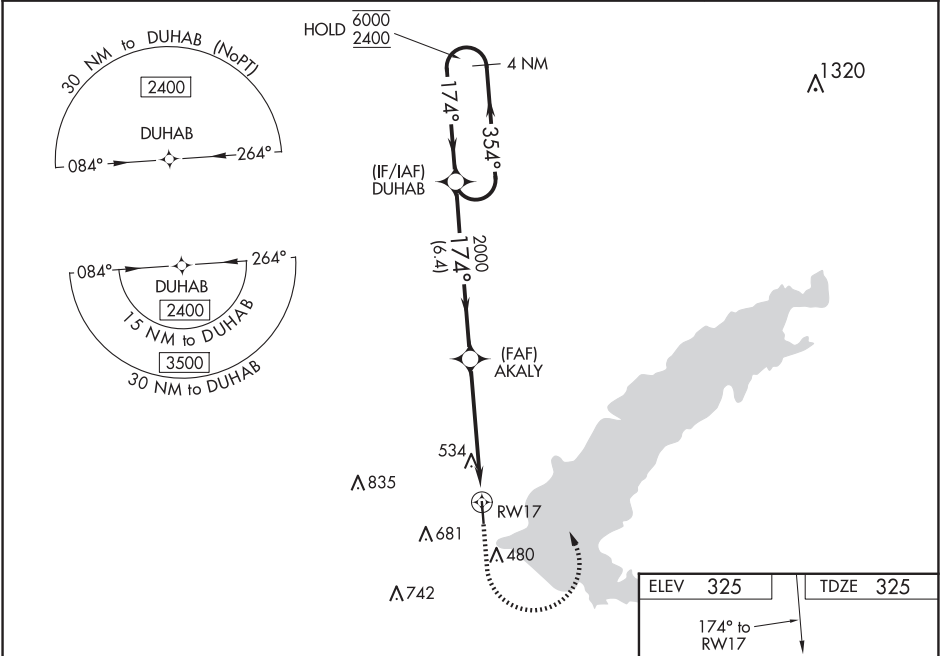 30 NM to DUHAB (NoPT)
2400
DUHAB
084°
264°
084°
264°
DUHAB
2400
15 NM to DUHAB
3500
30 NM to DUHAB
HOLD 6000
2400
4 NM
174°
354°
(IF/IAF)
DUHAB
2000
174°
(6.4)
(FAF)
AKALY
1320
534
835
RW17
681
480
742
ELEV 325
TDZE 325
174° to
RW17